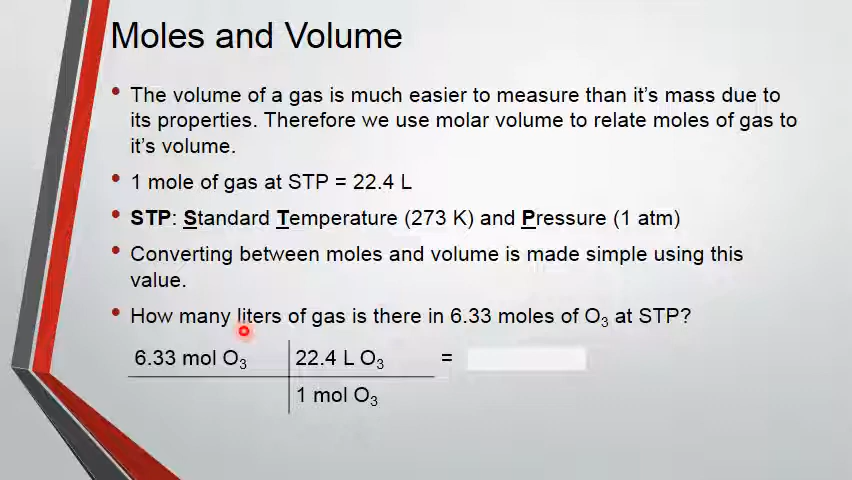 Moles and Volume
• The volume of a gas is much easier to measure than it's mass due to
its properties. Therefore we use molar volume to relate moles of gas to
it's volume.
• 1 mole of gas at STP = 22.4 L
• STP: Standard Temperature (273 K) and Pressure (1 atm)
• Converting between moles and volume is made simple using this
value.
• How many liters of gas is there in 6.33 moles of O₃ at STP?
6.33 mol O₃ 22.4 L O₃ =
1 mol O₃